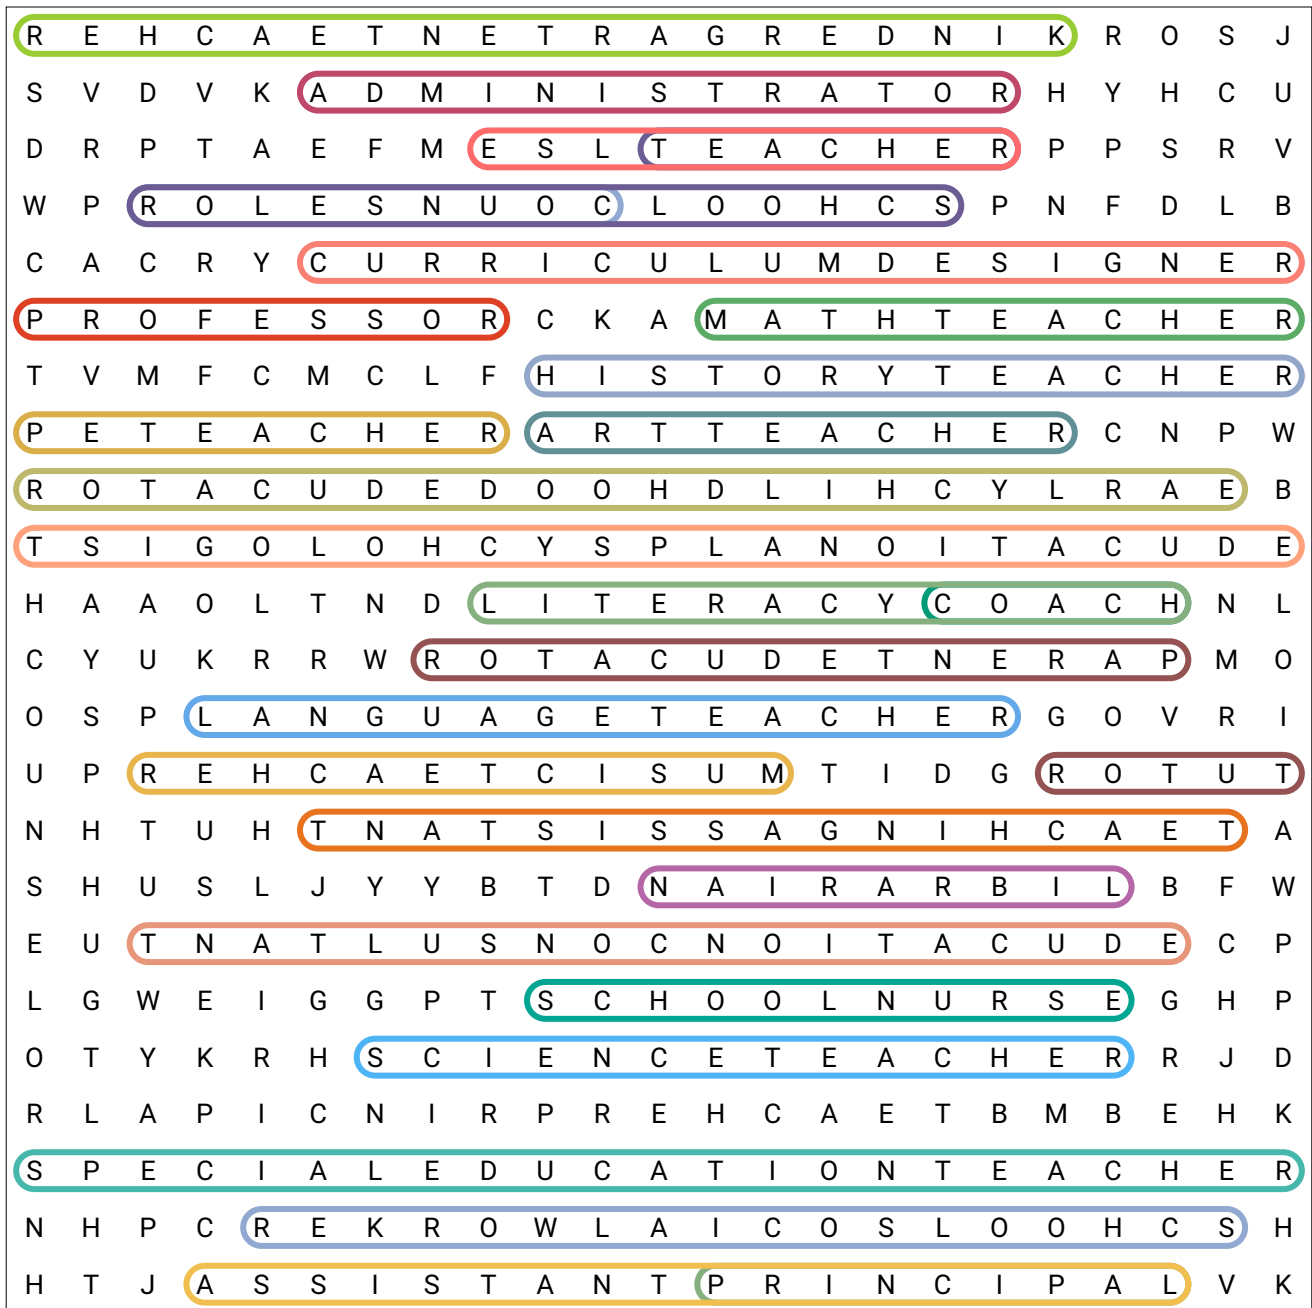 R E H C A E T N E T R A G R E D N I K R O S J
S V D V K A D M I N I S T R A T O R H Y H C U
D R P T A E F M E S L T E A C H E R P P S R V
W P R O L E S N U O C L O O H C S P N F D L B
C A C R Y C U R R I C U L U M D E S I G N E R
P R O F E S S O R C K A M A T H T E A C H E R
T V M F C M C L F H I S T O R Y T E A C H E R
P E T E A C H E R A R T T E A C H E R C N P W
R O T A C U D E D O O H D L I H C Y L R A E B
T S I G O L O H C Y S P L A N O I T A C U D E
H A A O L T N D L I T E R A C Y C O A C H N L
C Y U K R R W R O T A C U D E T N E R A P M O
O S P L A N G U A G E T E A C H E R G O V R I
U P R E H C A E T C I S U M T I D G R O T U T
N H T U H T N A T S I S S A G N I H C A E T A
S H U S L J Y Y B T D N A I R A R B I L B F W
E U T N A T L U S N O C N O I T A C U D E C P
L G W E I G G P T S C H O O L N U R S E G H P
O T Y K R H S C I E N C E T E A C H E R R J D
R L A P I C N I R P R E H C A E T B M B E H K
S P E C I A L E D U C A T I O N T E A C H E R
N H P C R E K R O W L A I C O S L O O H C S H
H T J A S S I S T A N T P R I N C I P A L V K